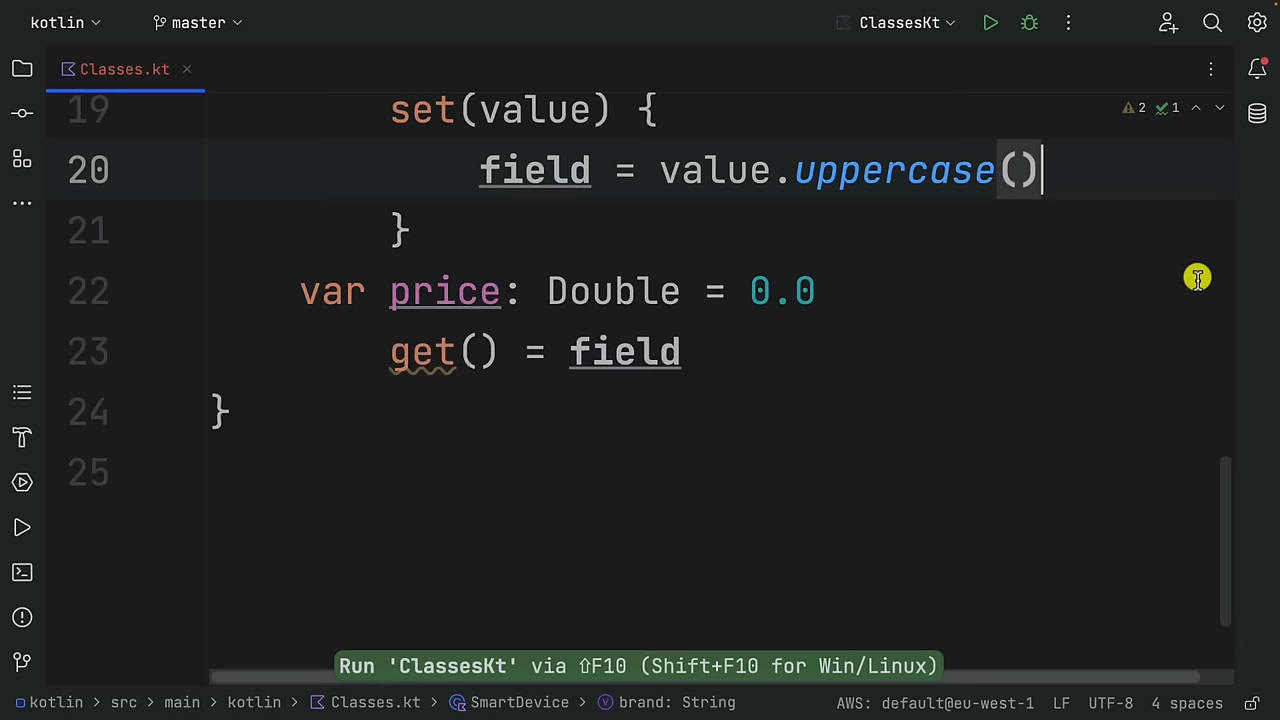 kotlin master ClassesKt
Classes.kt
2 1
19 set(value) {
20 field = value.uppercase()
21 }
22 var price: Double = 0.0
23 get() = field
24 }
25
Run 'ClassesKt' via ⇧F10 (Shift+F10 for Win/Linux)
kotlin > src > main > kotlin > Classes.kt > SmartDevice > brand: String AWS: default@eu-west-1 LF UTF-8 4 spaces